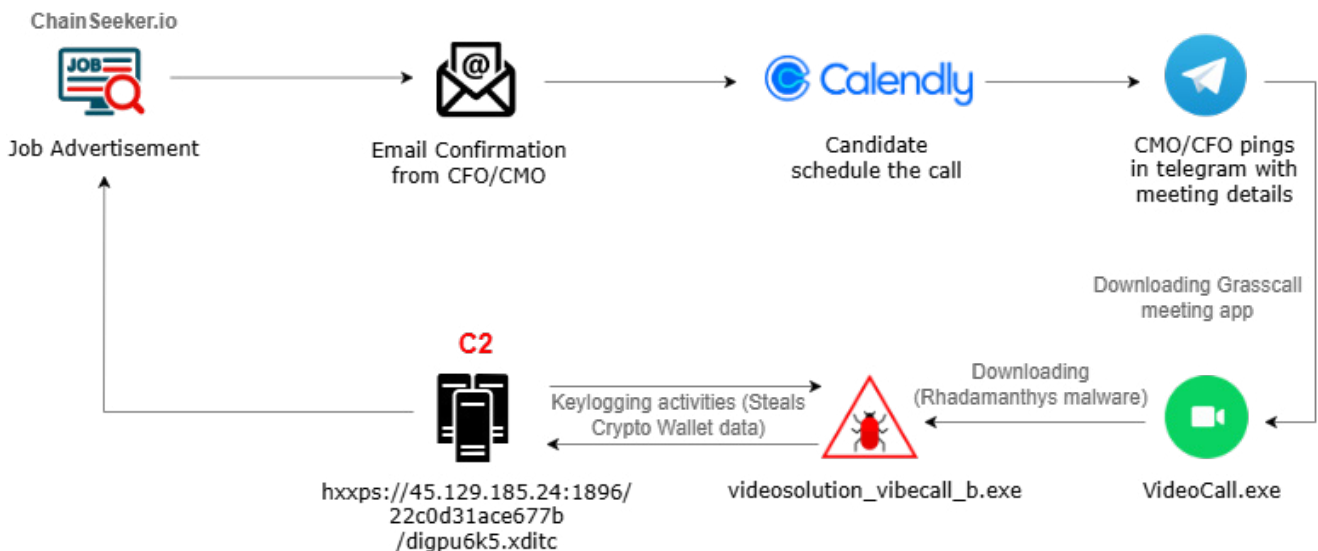 ChainSeeker.io
JOB
@
Calendly
Job Advertisement
Email Confirmation
from CFO/CMO
Candidate
schedule the call
CMO/CFO pings
in telegram with
meeting details
Downloading Grasscall
meeting app
C2
Keylogging activities (Steals
Crypto Wallet data)
Downloading
(Rhadamanthys malware)
hxxps://45.129.185.24:1896/
22c0d31ace677b
/digpu6k5.xditc
videosolution_vibecall_b.exe
VideoCall.exe